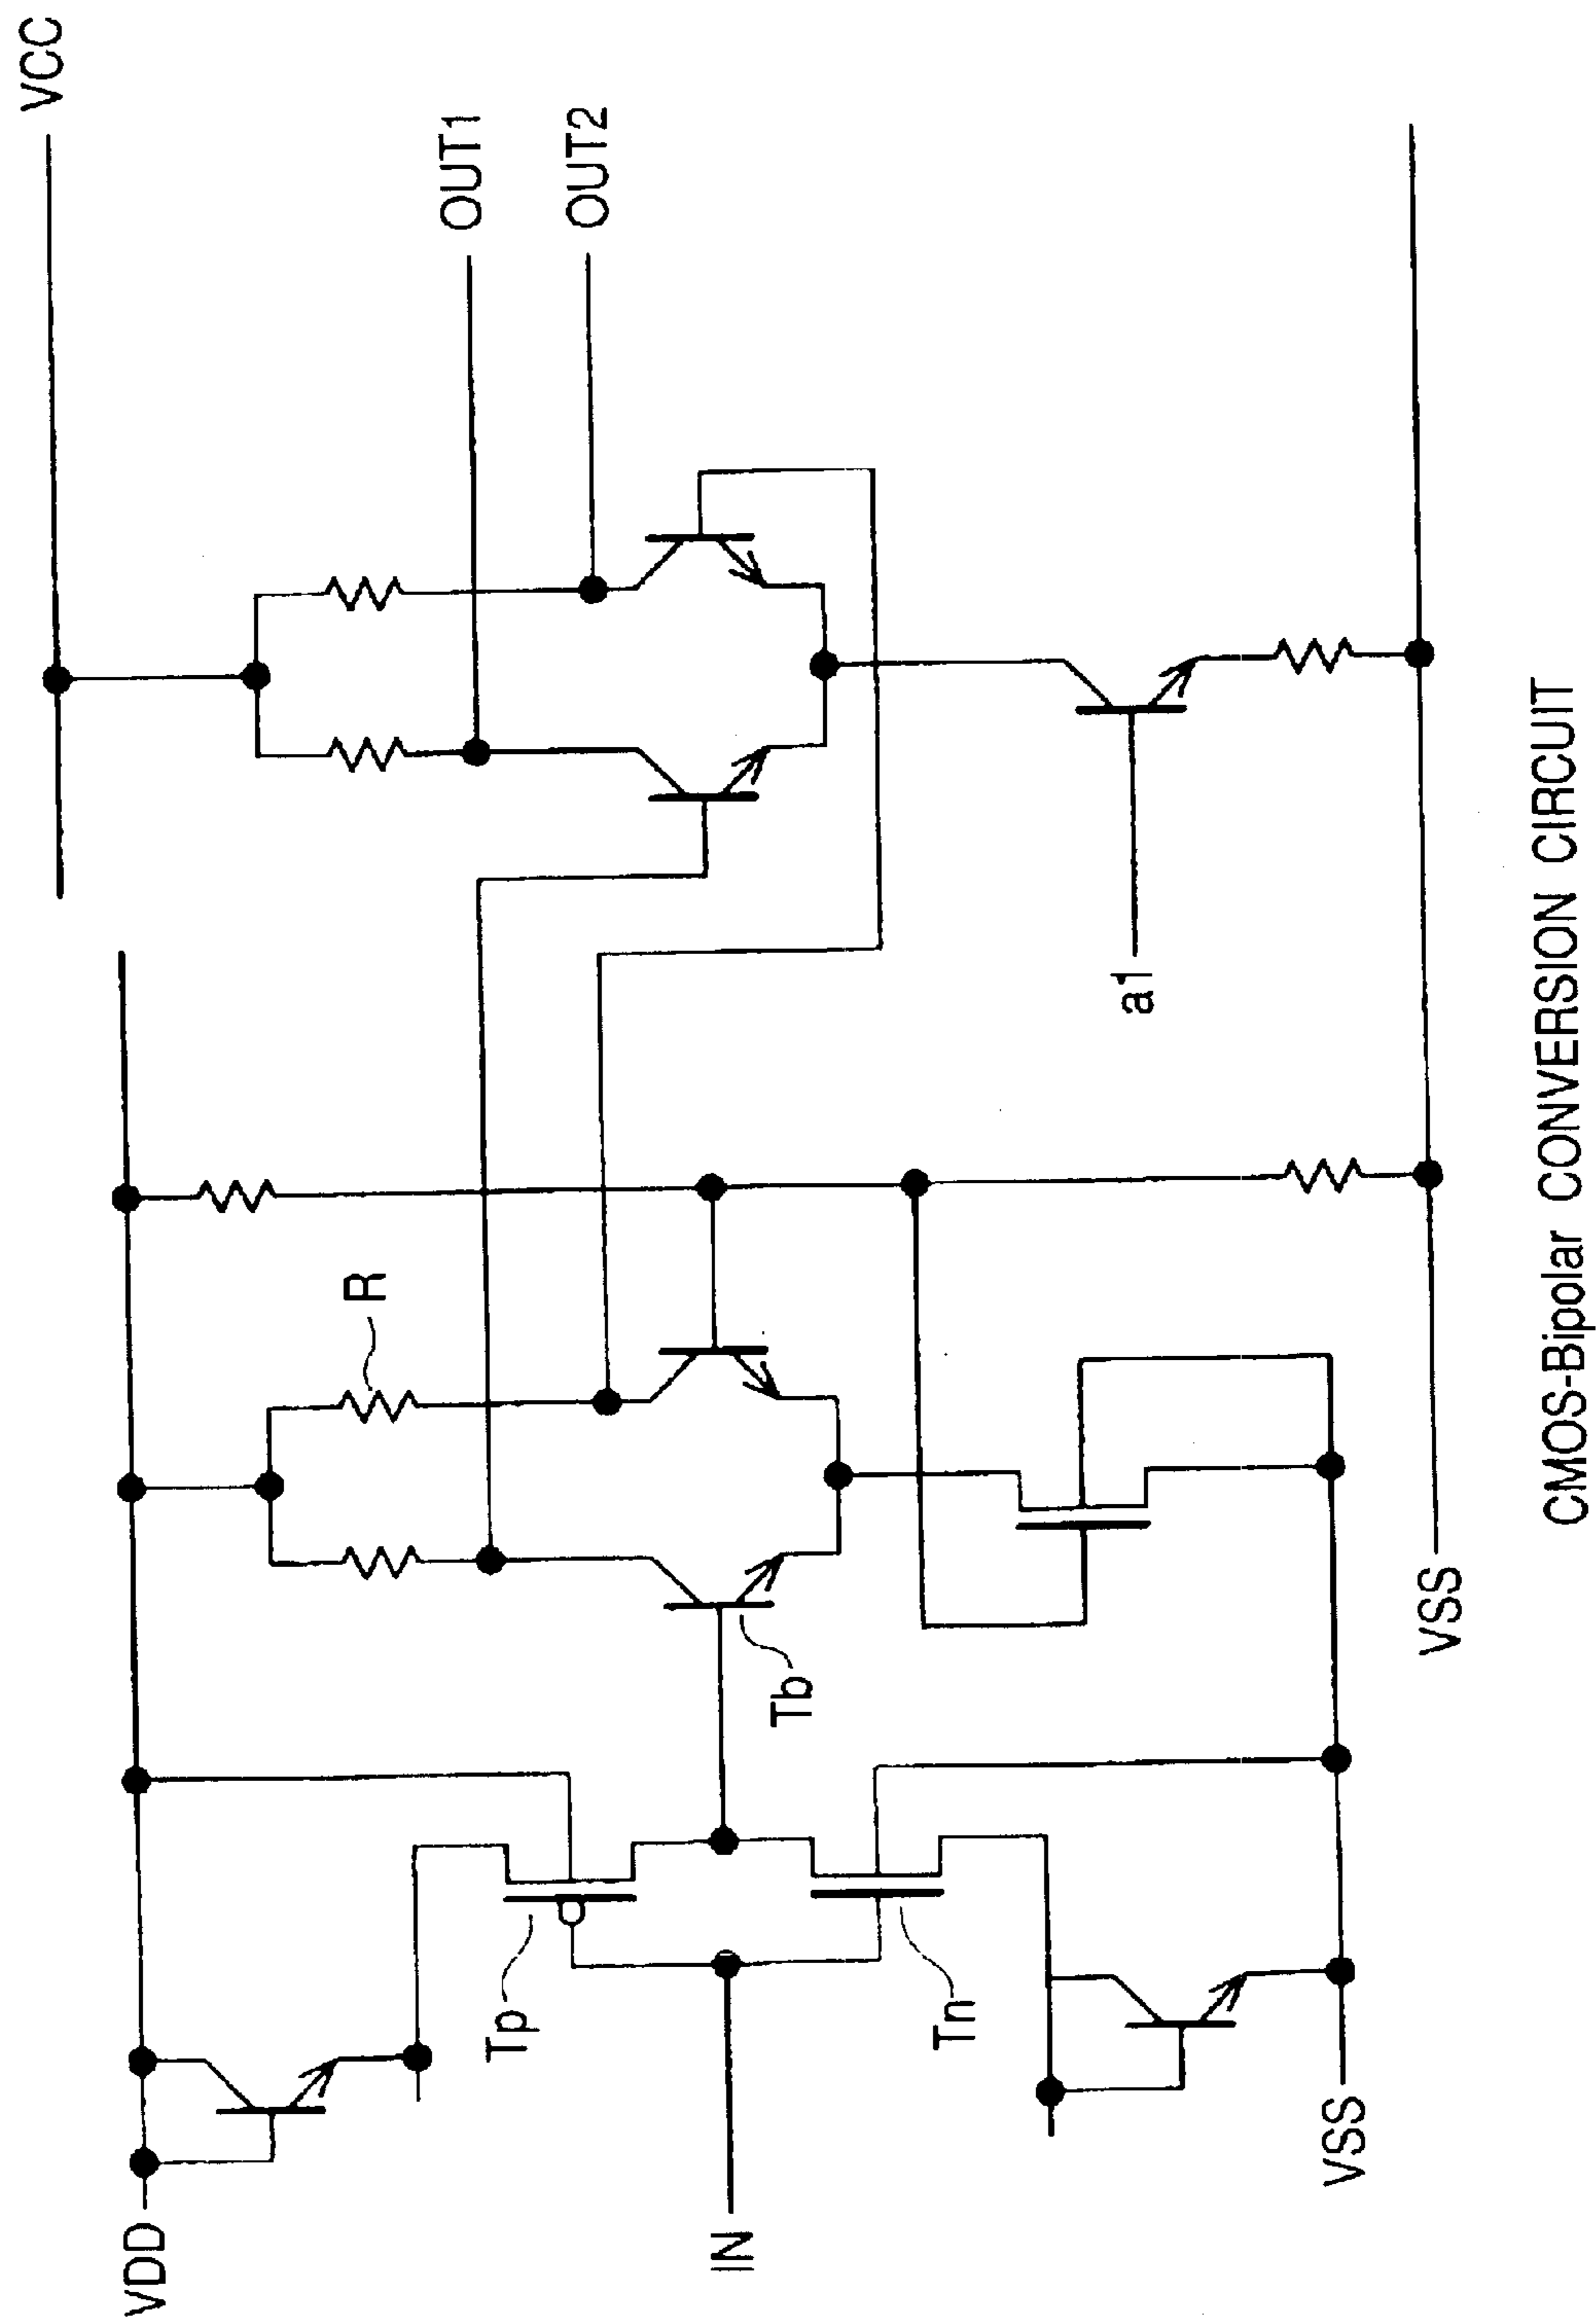 VCC
OUT1
OUT2
VDD
R
Tp
Tb
IN
Tn
a1
VSS
VSS
CMOS-Bipolar CONVERSION CIRCUIT